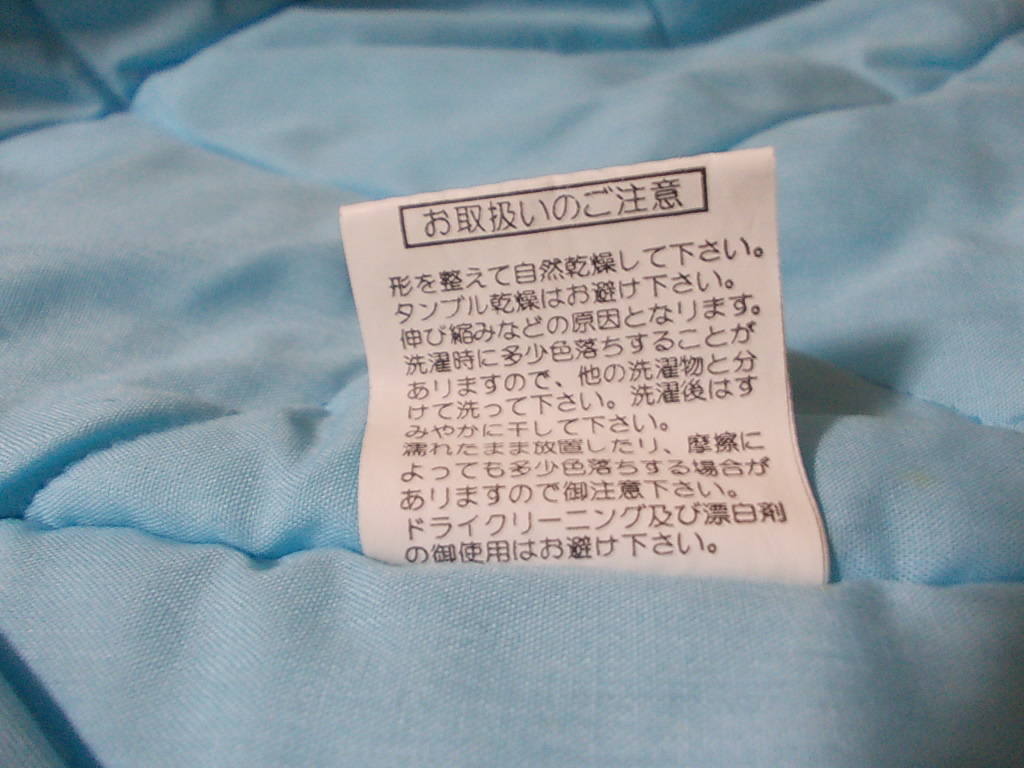 お取扱いのご注意
形を整えて自然乾燥して下さい。
タンブル乾燥はお避け下さい。
伸び縮みなどの原因となります。
洗濯時に多少色落ちすることが
ありますので、他の洗濯物と分
けて洗って下さい。洗濯後はす
みやかに干して下さい。
濡れたまま放置したり、摩擦に
よっても多少色落ちする場合が
ありますので御注意下さい。
ドライクリーニング及び漂白剤
の御使用はお避け下さい。